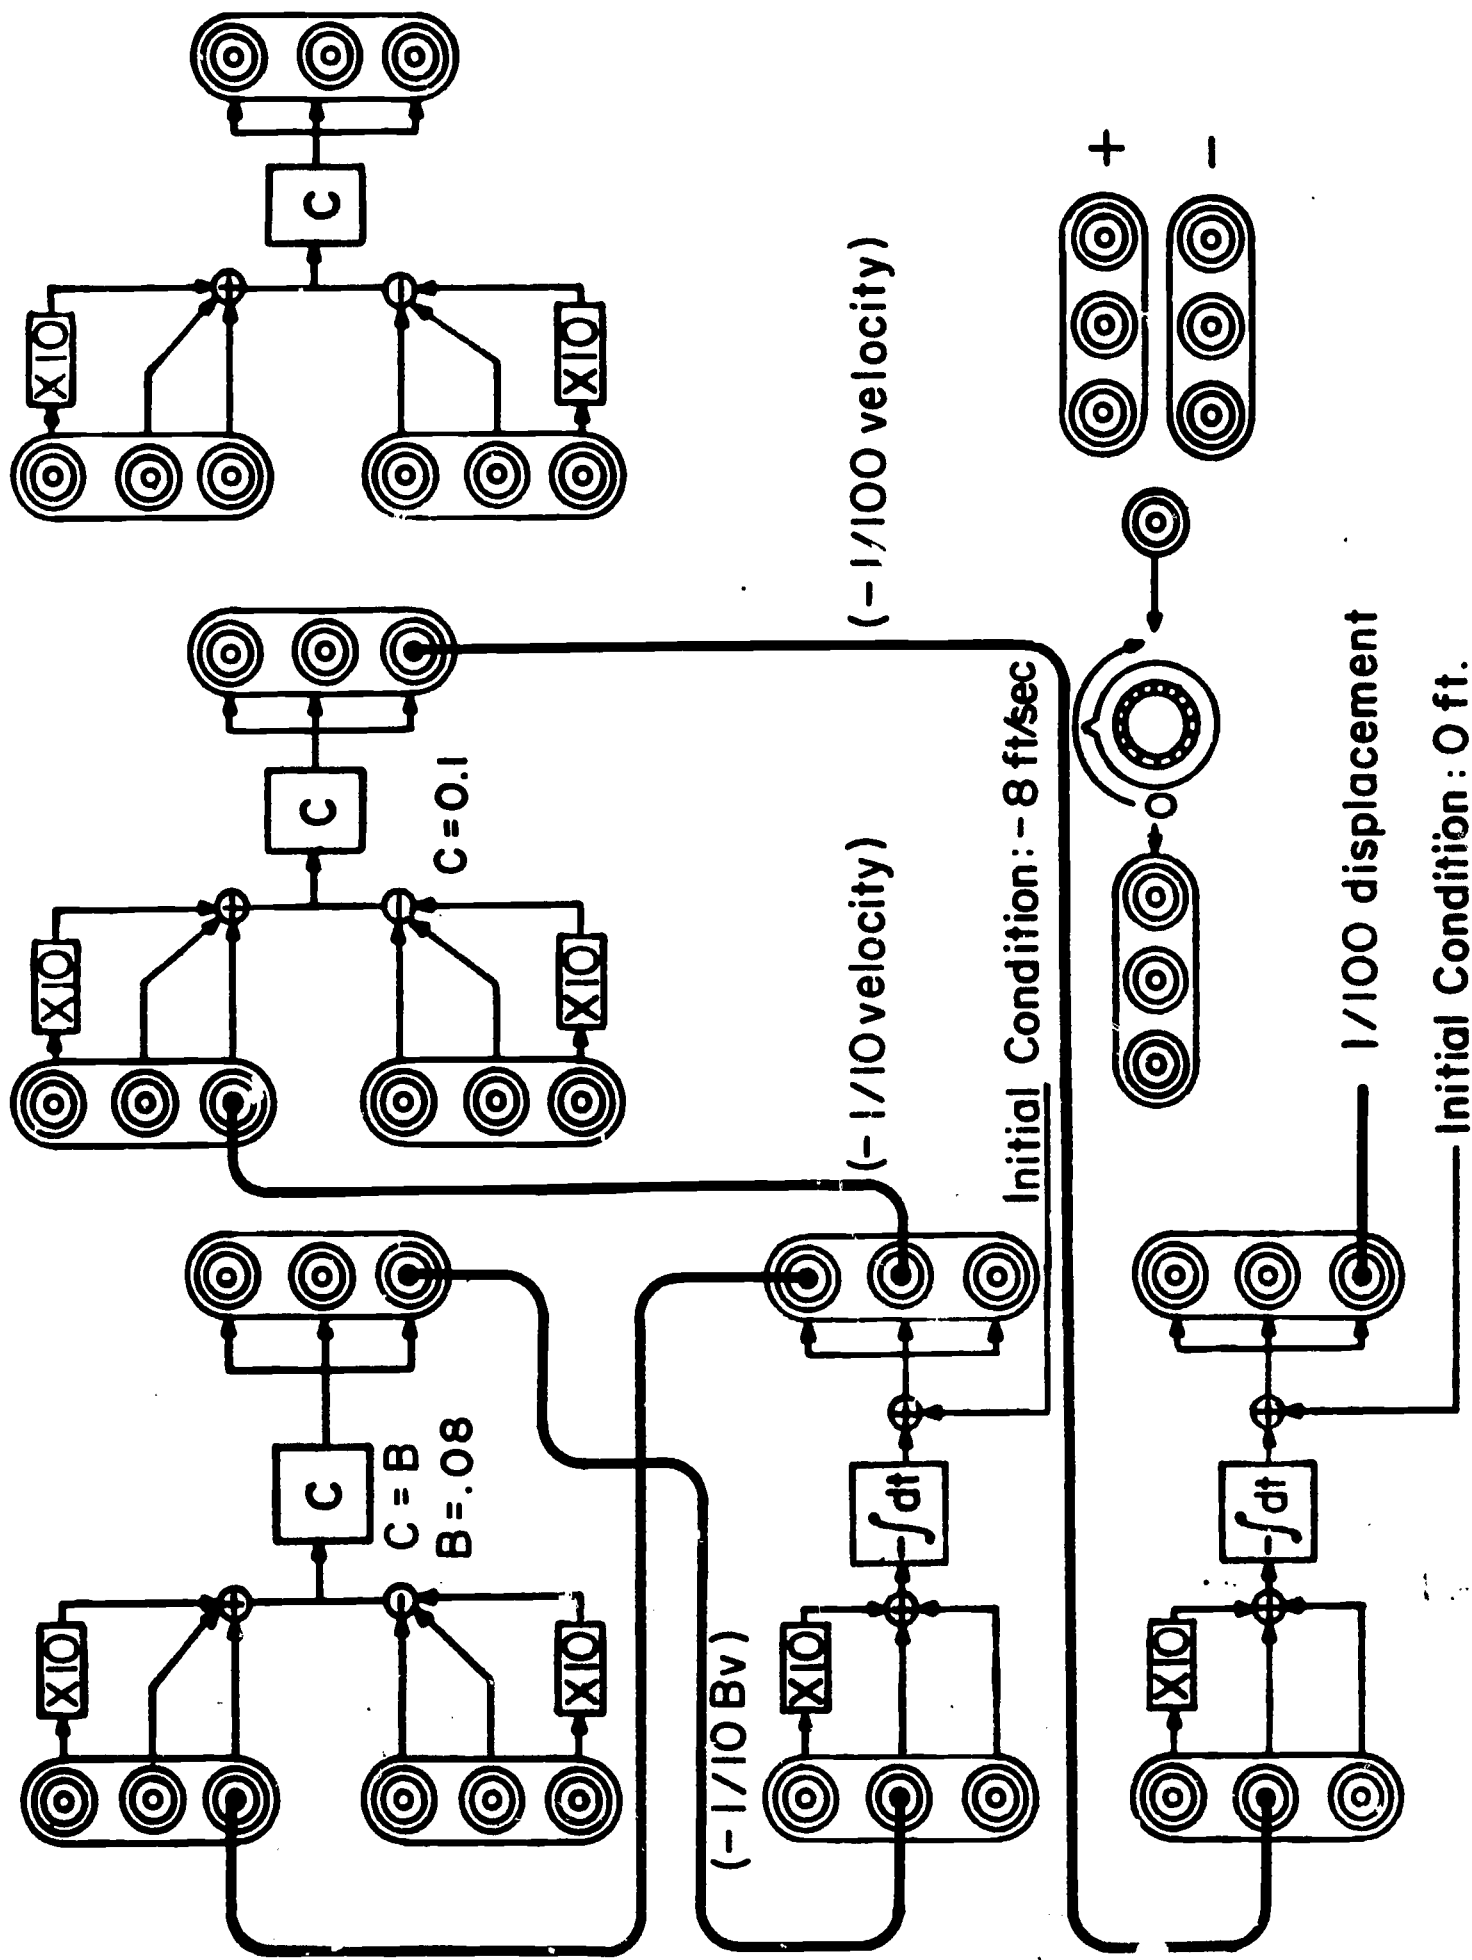 X10
C
X10
X10
C
C=0.1
X10
X10
C
C = B
B=.08
X10
(-1/100 velocity)
(-1/10 velocity)
(-1/10 Bv)
Initial Condition: -8 ft/sec
X10
-∫dt
+
-
0
X10
-∫dt
1/100 displacement
Initial Condition: 0 ft.